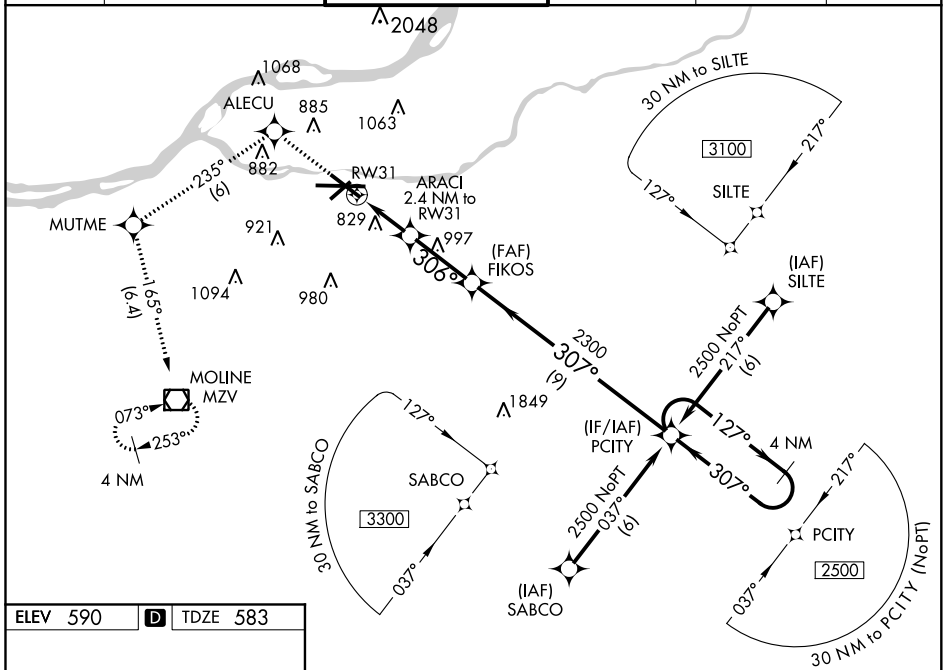 2048
1068
ALECU
885
1063
882
235°
(6)
RW31
ARACI
2.4 NM to
RW31
829
997
MUTME
921
306°
(FAF)
FIKOS
1094
980
165°
(6.4)
30 NM to SILTE
3100
217°
127°
SILTE
(IAF)
SILTE
2500 NoPT
217°
(6)
2300
307°
(9)
MOLINE
MZV
073°
253°
4 NM
1849
(IF/IAF)
PCITY
127°
4 NM
307°
30 NM to SABCO
127°
SABCO
3300
037°
2500 NoPT
037°
(6)
(IAF)
SABCO
217°
PCITY
2500
037°
30 NM to PCITY (NoPT)
ELEV 590 D TDZE 583